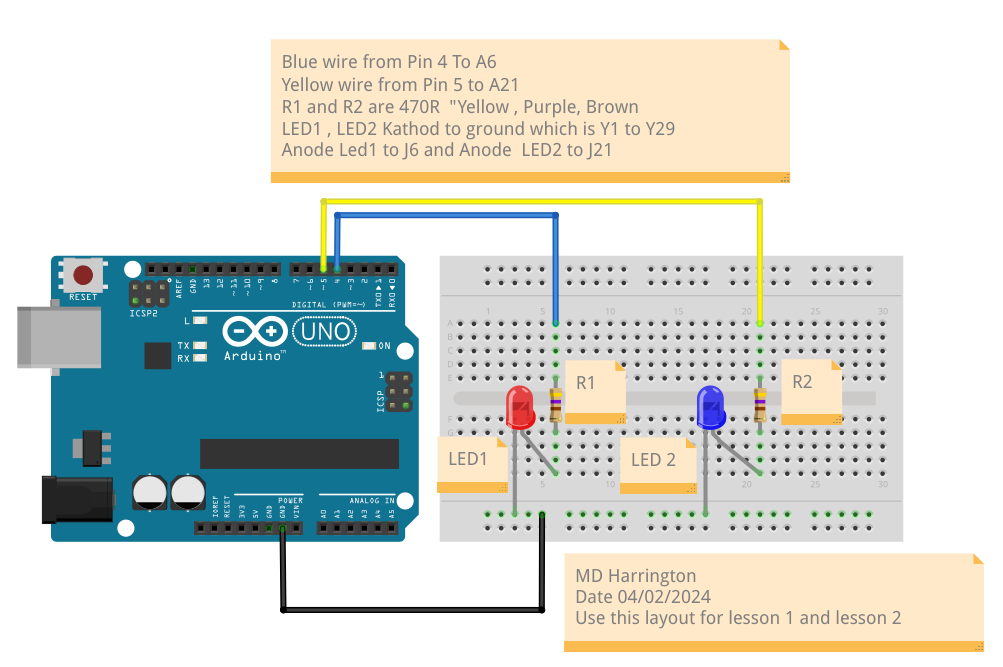 Blue wire from Pin 4 To A6
Yellow wire from Pin 5 to A21
R1 and R2 are 470R "Yellow , Purple, Brown
LED1 , LED2 Kathod to ground which is Y1 to Y29
Anode Led1 to J6 and Anode LED2 to J21
RESET
ICSP2
AREF
GND
13
12
~11
~10
~9
8
7
~6
~5
4
~3
2
TXD▶1
RXD◀0
DIGITAL (PWM=~)
L
TX
RX
UNO
Arduino™
ON
1
ICSP
POWER
ANALOG IN
IOREF
RESET
3V3
5V
GND
GND
VIN
A0
A1
A2
A3
A4
A5
1
5
10
15
20
25
30
A
B
C
D
E
F
G
5
10
15
20
25
30
R1
R2
LED1
LED 2
MD Harrington
Date 04/02/2024
Use this layout for lesson 1 and lesson 2